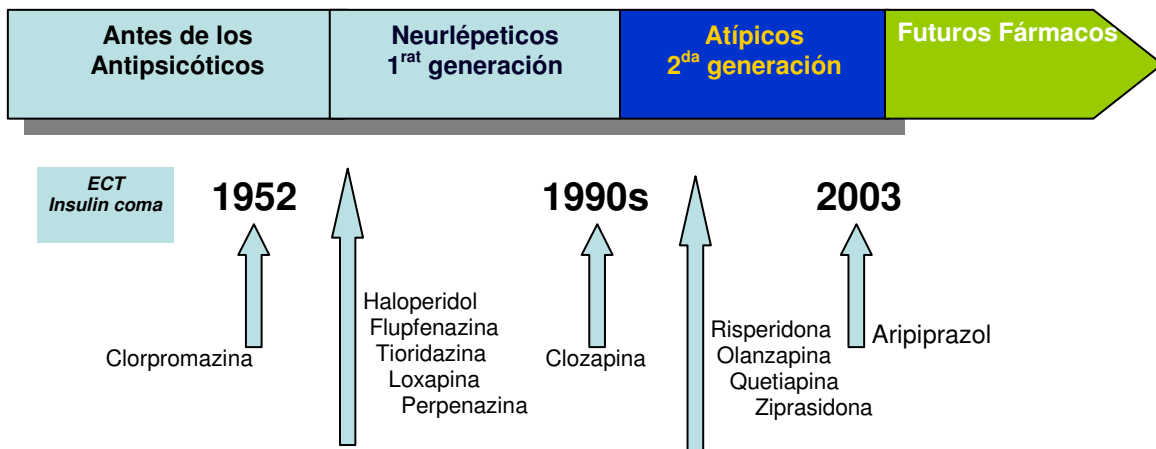 Antes de los
Antipsicóticos
Neurlépeticos
1rat generación
Atípicos
2da generación
Futuros Fármacos
ECT
Insulin coma
1952
1990s
2003
Clorpromazina
Haloperidol
Flupfenazina
Tioridazina
Loxapina
Perpenazina
Clozapina
Risperidona
Olanzapina
Quetiapina
Ziprasidona
Aripiprazol